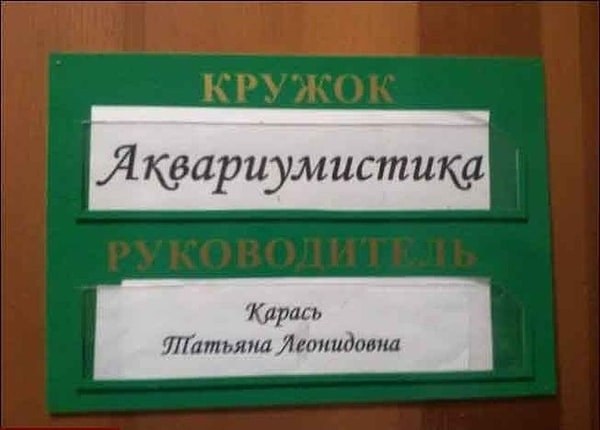 КРУЖОК
Аквариумистика
РУКОВОДИТЕЛЬ
Карась
Татьяна Леонидовна